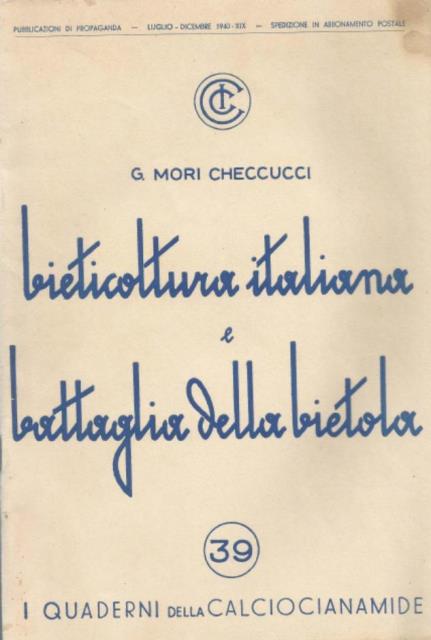 PUBBLICAZIONI DI PROPAGANDA — LUGLIO - DICEMBRE 1940-XIX — SPEDIZIONE IN ABBONAMENTO POSTALE
CIC
G. MORI CHECCUCCI
bieticoltura italiana
e
battaglia della bietola
39
I QUADERNI DELLA CALCIOCIANAMIDE